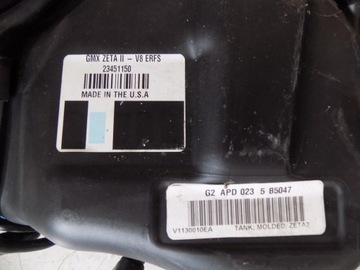 GMX ZETA II - V8 ERFS
23451150
MADE IN THE U.S.A
G2 APD 023 5 B5047
V1130010EA TANK, MOLDED, ZETA2